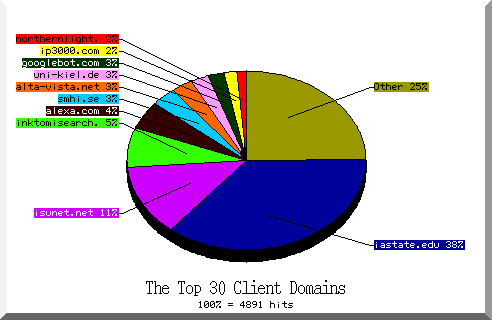 northernlight. 2%
ip3000.com 2%
googlebot.com 3%
uni-kiel.de 3%
alta-vista.net 3%
smhi.se 3%
alexa.com 4%
inktomisearch. 5%
isunet.net 11%
Other 25%
iastate.edu 38%
The Top 30 Client Domains
100% = 4891 hits